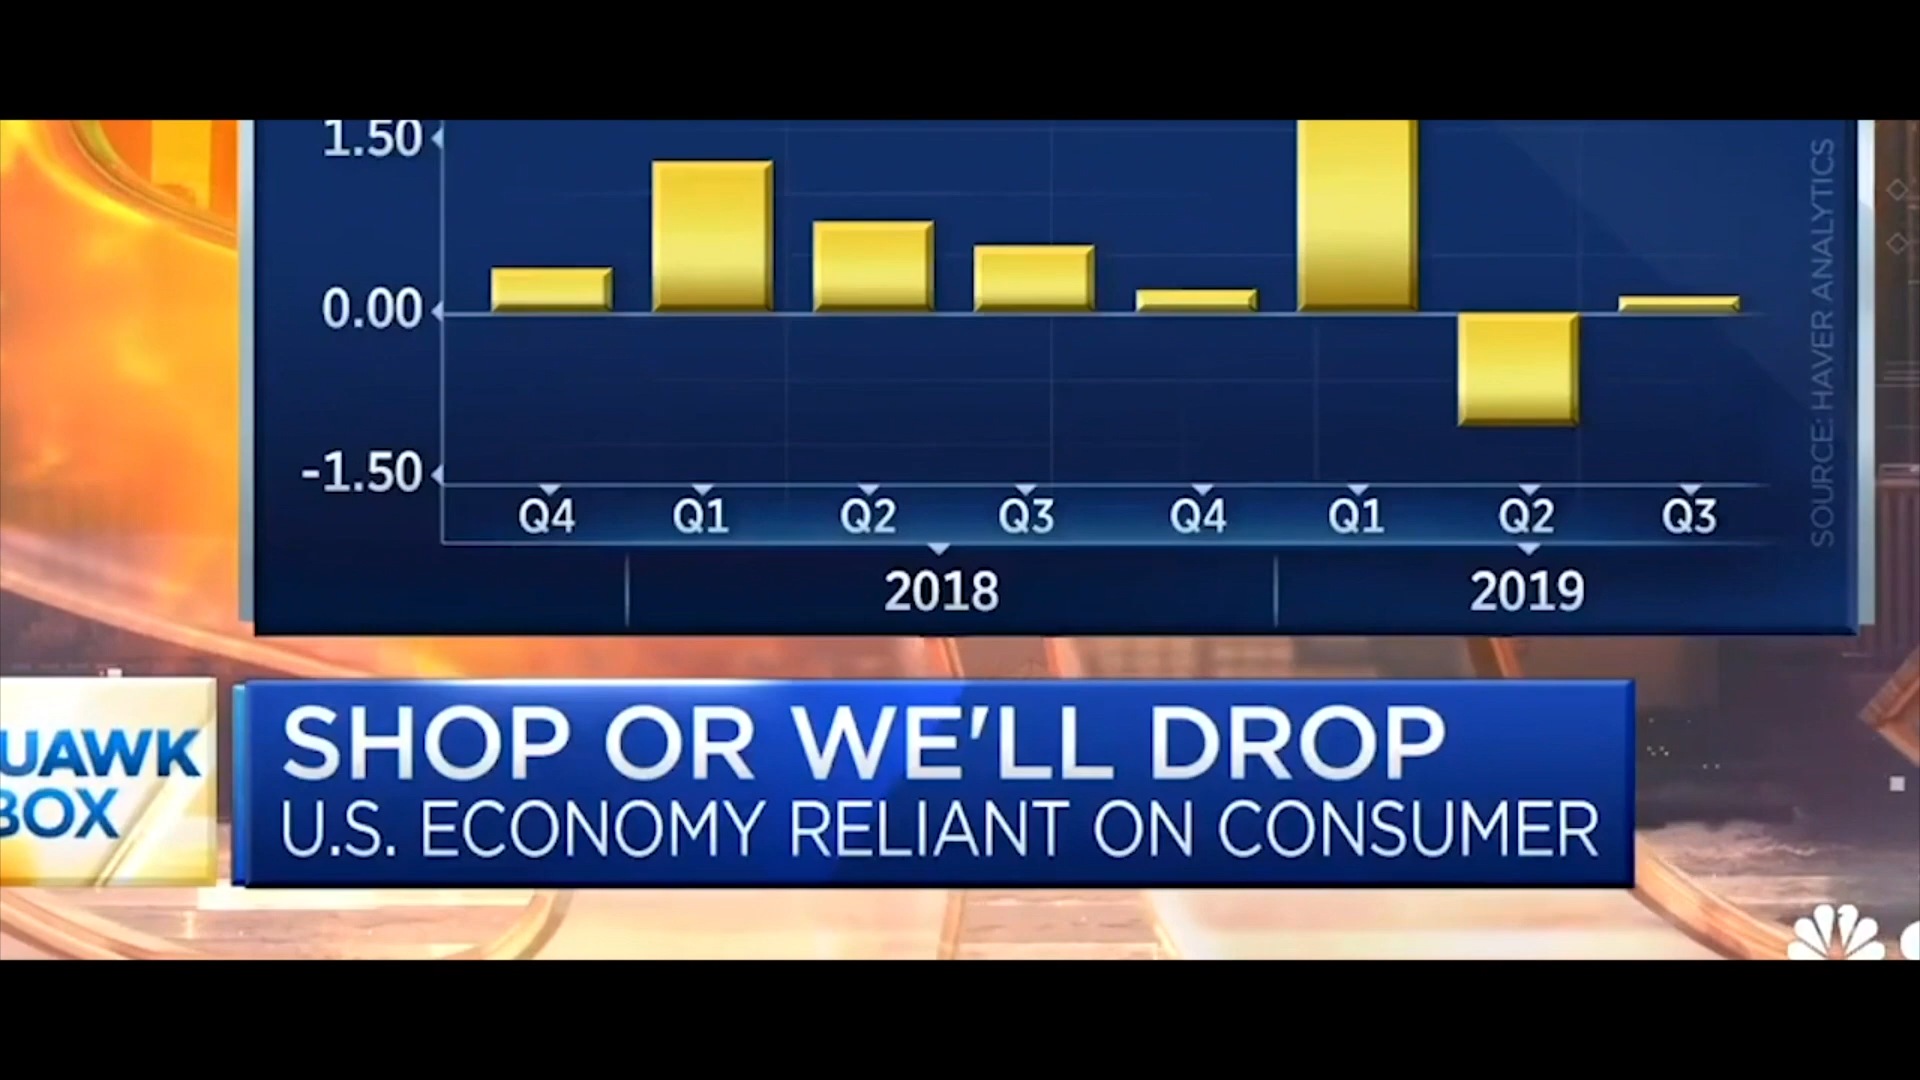 1.50
0.00
-1.50
Q4 Q1 Q2 Q3 Q4 Q1 Q2 Q3
2018 2019
SOURCE: HAVER ANALYTICS
UAWK
BOX
SHOP OR WE'LL DROP
U.S. ECONOMY RELIANT ON CONSUMER